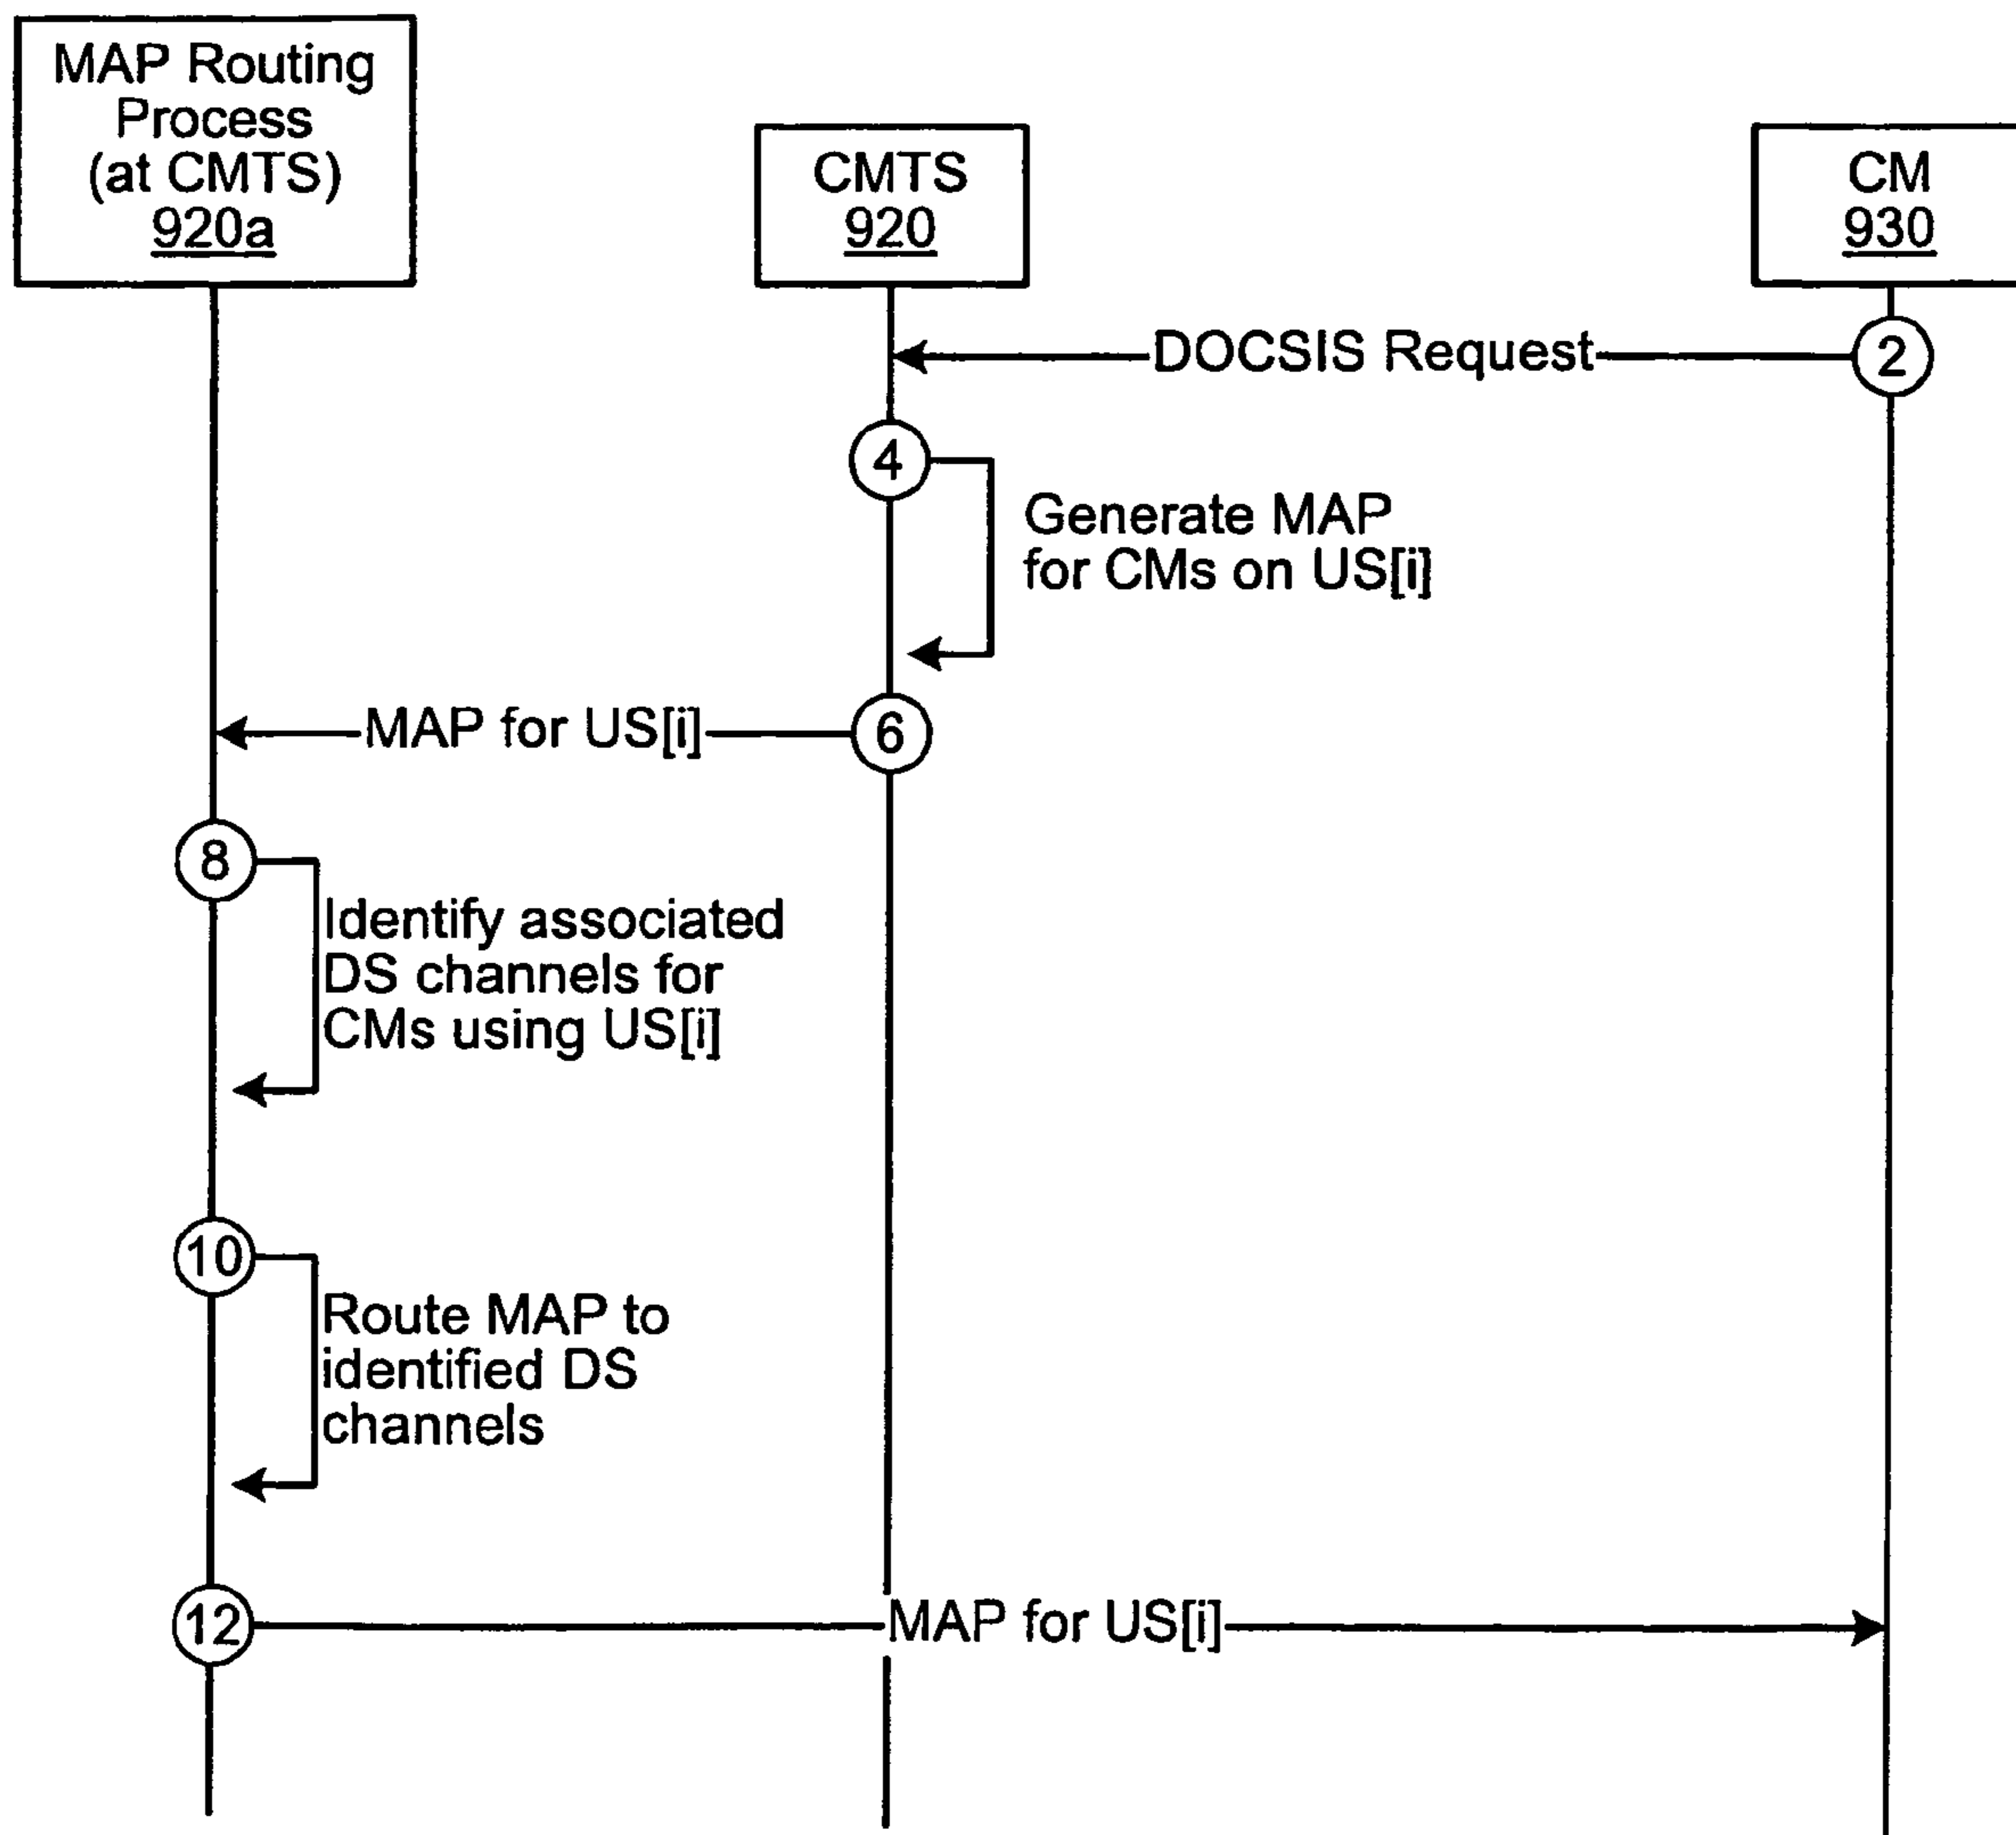 MAP Routing
Process
(at CMTS)
920a
CMTS
920
CM
930
DOCSIS Request
2
4
Generate MAP
for CMs on US[i]
MAP for US[i]
6
8
Identify associated
DS channels for
CMs using US[i]
10
Route MAP to
identified DS
channels
12
MAP for US[i]